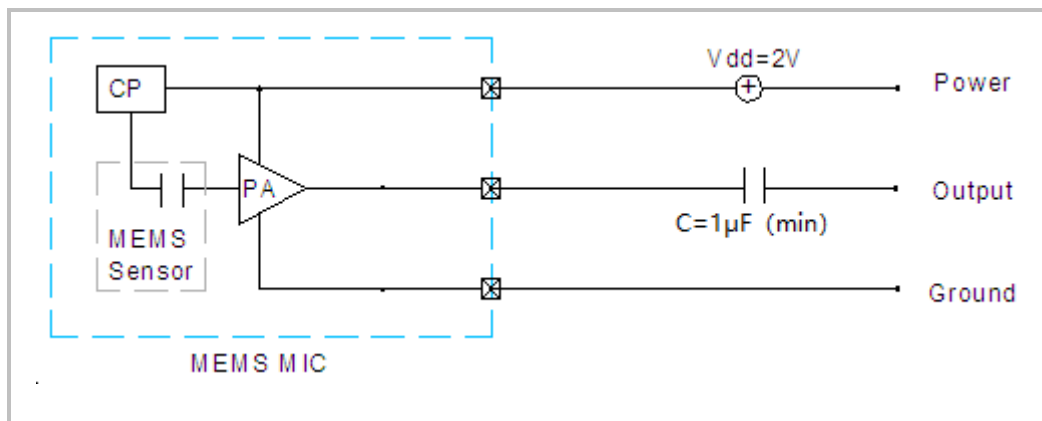 Vdd=2V
CP
Power
PA
Output
C=1μF (min)
MEMS
Sensor
Ground
MEMS MIC